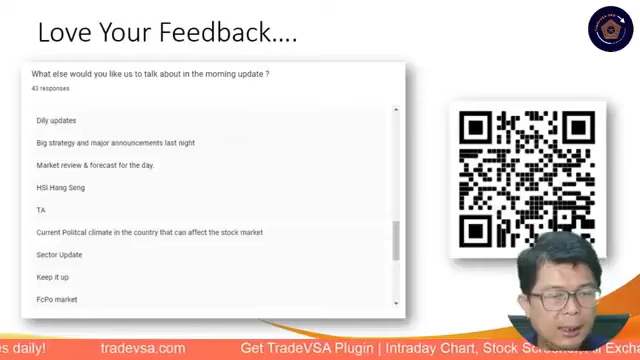 Love Your Feedback....
What else would you like us to talk about in the morning update ?
43 responses
Dily updates
Big strategy and major announcements last night
Market review & forecast for the day.
HSI Hang Seng
TA
Current Politcal climate in the country that can affect the stock market
Sector Update
Keep it up
FcPo market
es daily! tradevsa.com Get TradeVSA Plugin | Intraday Chart, Stock Screener, All Excha